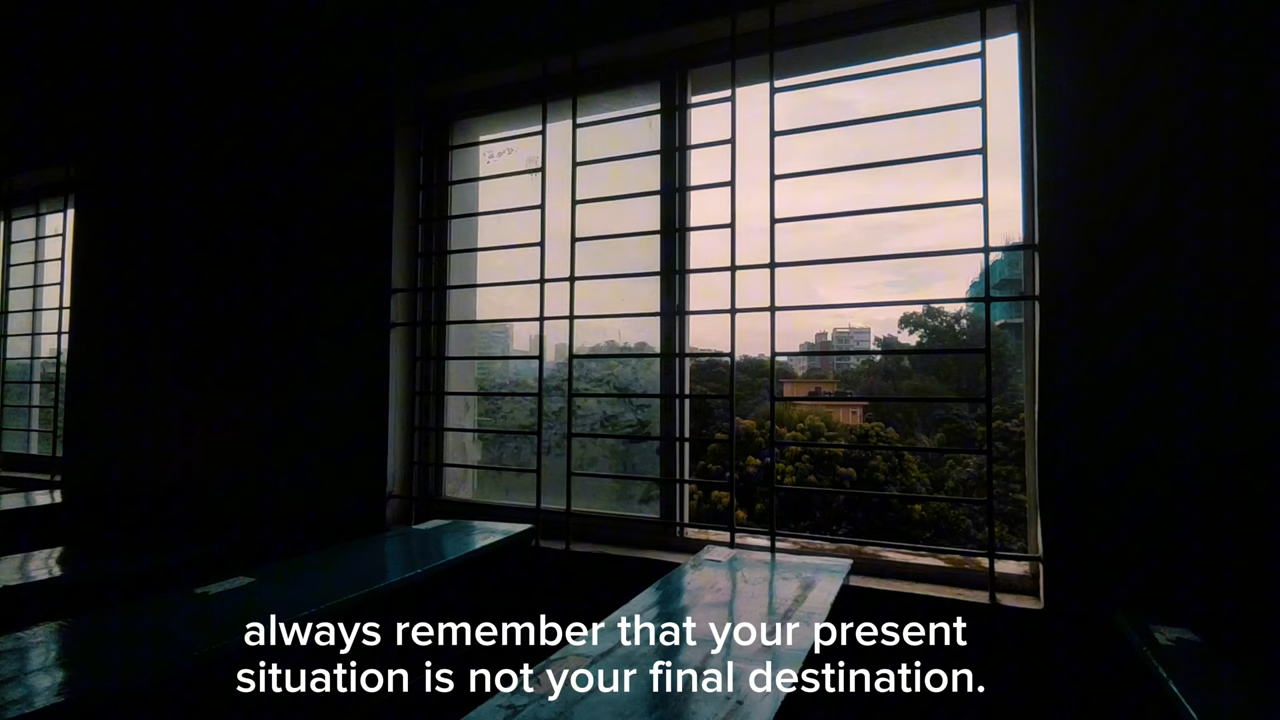 always remember that your present
situation is not your final destination.